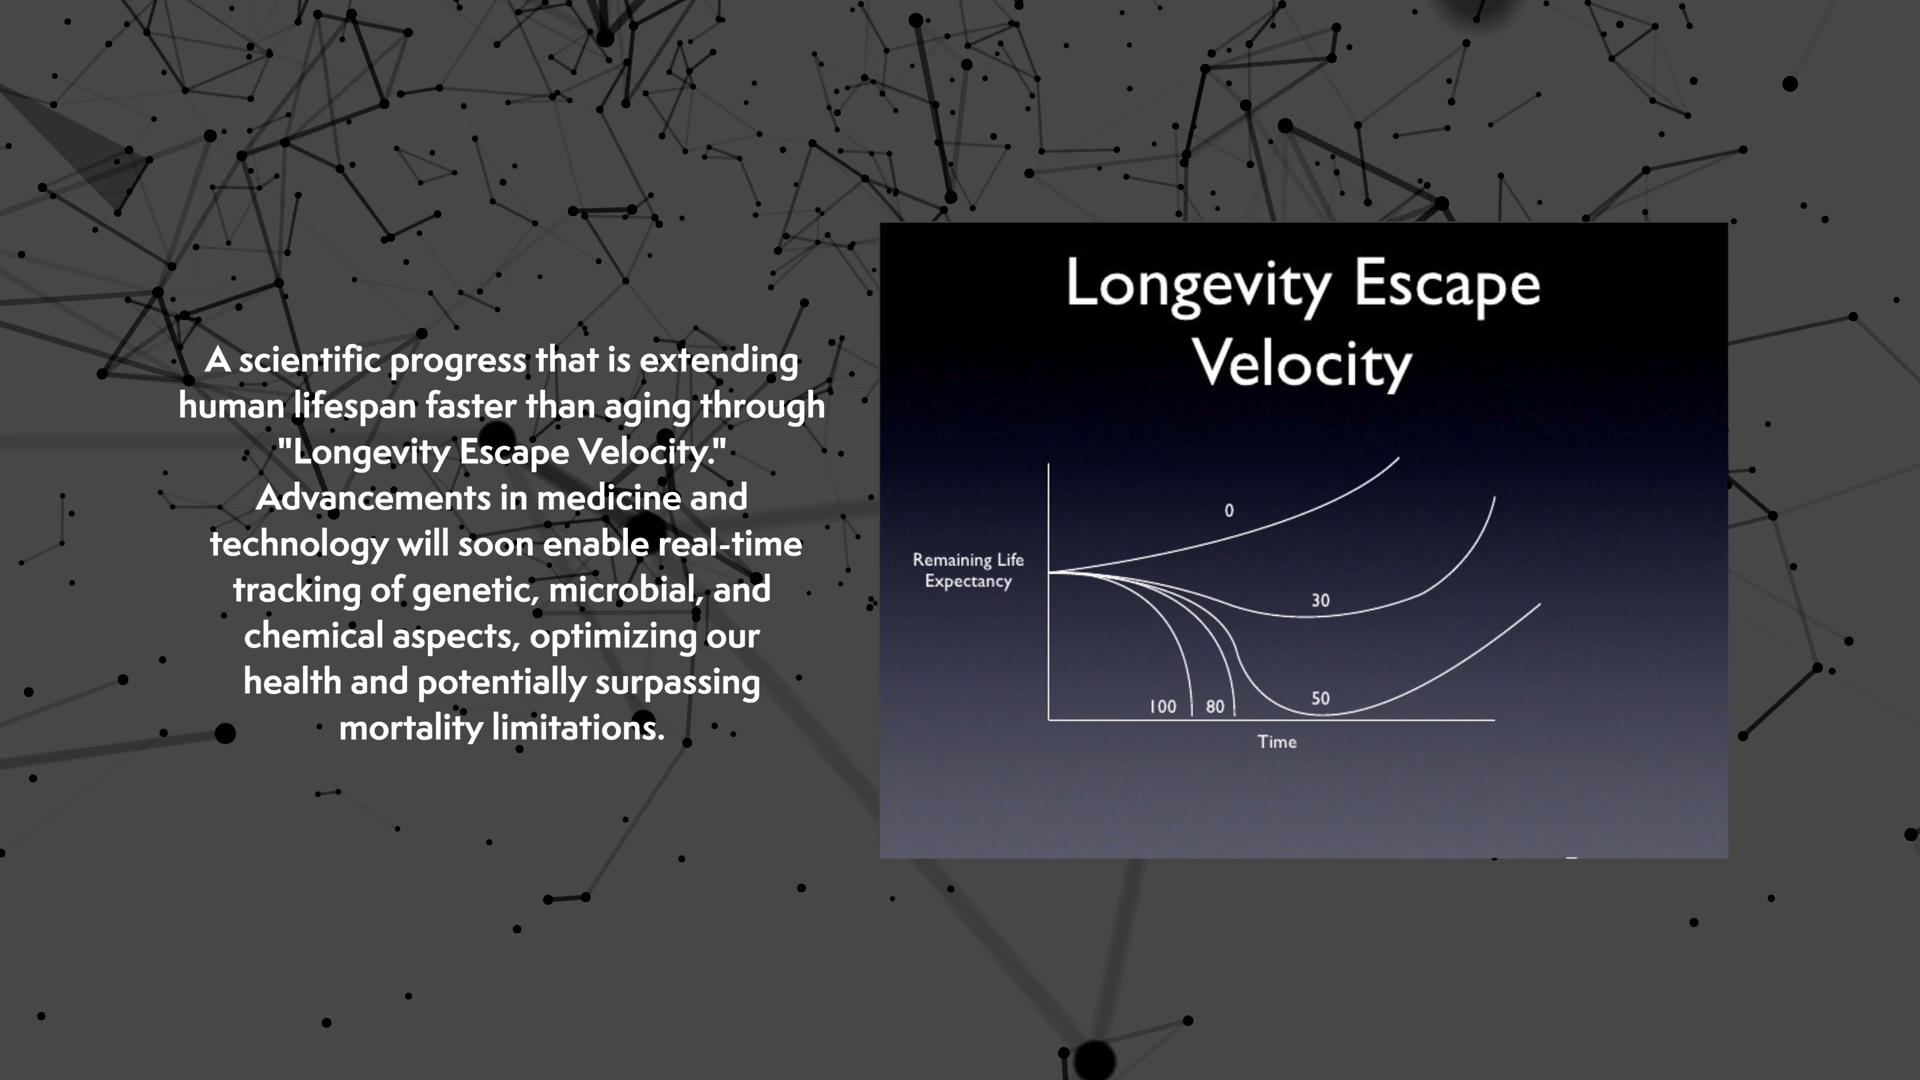 A scientific progress that is extending
human lifespan faster than aging through
"Longevity Escape Velocity."
Advancements in medicine and
technology will soon enable real-time
tracking of genetic, microbial, and
chemical aspects, optimizing our
health and potentially surpassing
mortality limitations.
Longevity Escape
Velocity
0
Remaining Life
Expectancy
30
50
100
80
Time